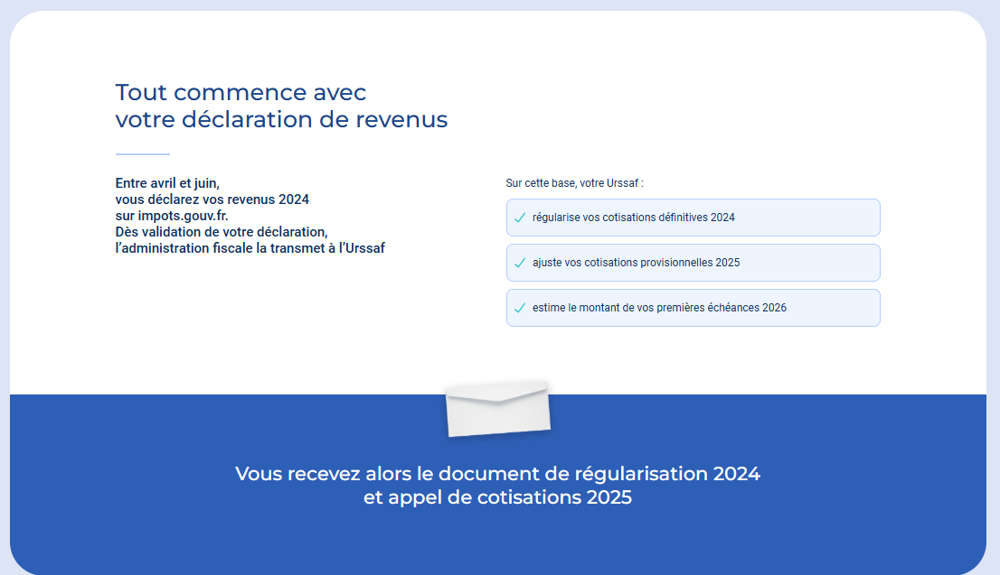 Tout commence avec
votre déclaration de revenus
Entre avril et juin,
vous déclarez vos revenus 2024
sur impots.gouv.fr.
Dès validation de votre déclaration,
l’administration fiscale la transmet à l’Urssaf
Sur cette base, votre Urssaf :
régularise vos cotisations définitives 2024
ajuste vos cotisations provisionnelles 2025
estime le montant de vos premières échéances 2026
Vous recevez alors le document de régularisation 2024
et appel de cotisations 2025